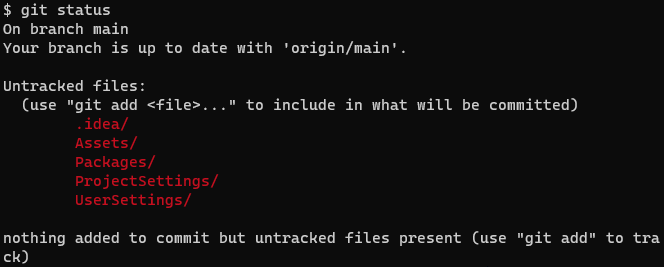 $ git status
On branch main
Your branch is up to date with 'origin/main'.
Untracked files:
(use "git add <file>..." to include in what will be committed)
.idea/
Assets/
Packages/
ProjectSettings/
UserSettings/
nothing added to commit but untracked files present (use "git add" to tra
ck)